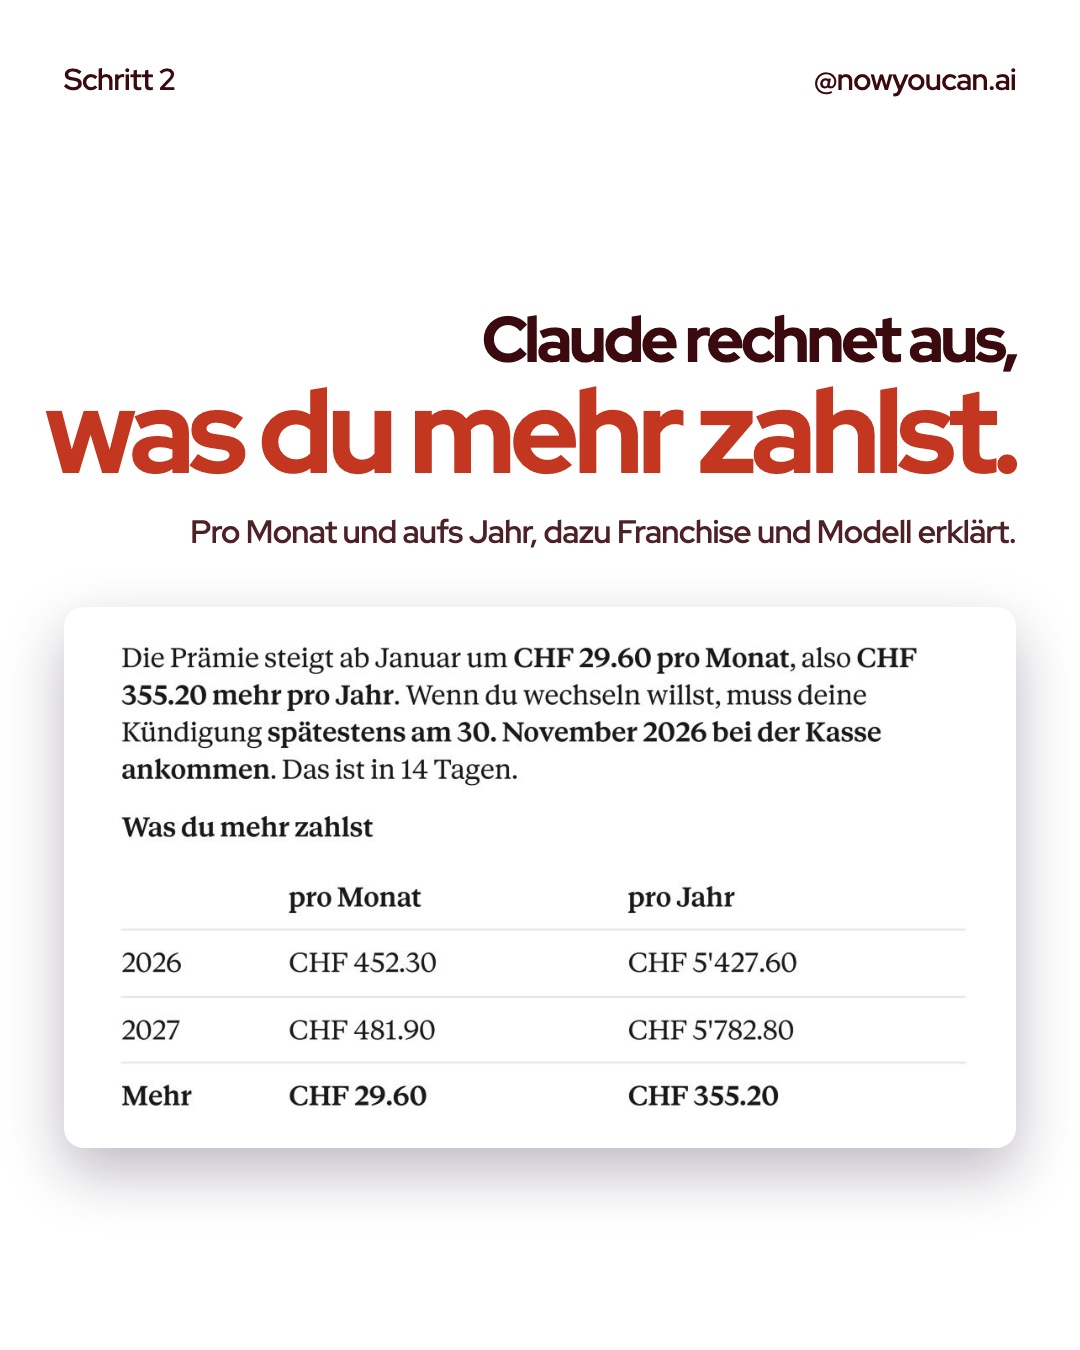 Schritt 2
@nowyoucan.ai
Claude rechnet aus,
was du mehr zahlst.
Pro Monat und aufs Jahr, dazu Franchise und Modell erklärt.
Die Prämie steigt ab Januar um CHF 29.60 pro Monat, also CHF
355.20 mehr pro Jahr. Wenn du wechseln willst, muss deine
Kündigung spätestens am 30. November 2026 bei der Kasse
ankommen. Das ist in 14 Tagen.
Was du mehr zahlst
pro Monat pro Jahr
2026 CHF 452.30 CHF 5'427.60
2027 CHF 481.90 CHF 5'782.80
Mehr CHF 29.60 CHF 355.20